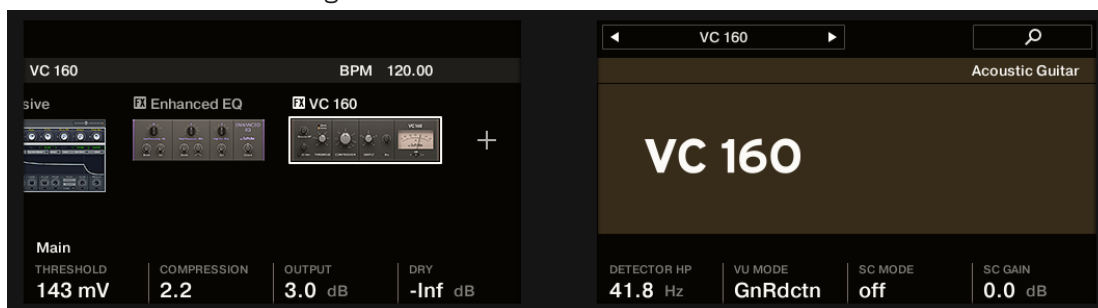 VC 160
BPM 120.00
sive
FX Enhanced EQ
FX VC 160
+
Main
THRESHOLD
143 mV
COMPRESSION
2.2
OUTPUT
3.0 dB
DRY
-Inf dB
VC 160
Acoustic Guitar
VC 160
DETECTOR HP
41.8 Hz
VU MODE
GnRdctn
SC MODE
off
SC GAIN
0.0 dB